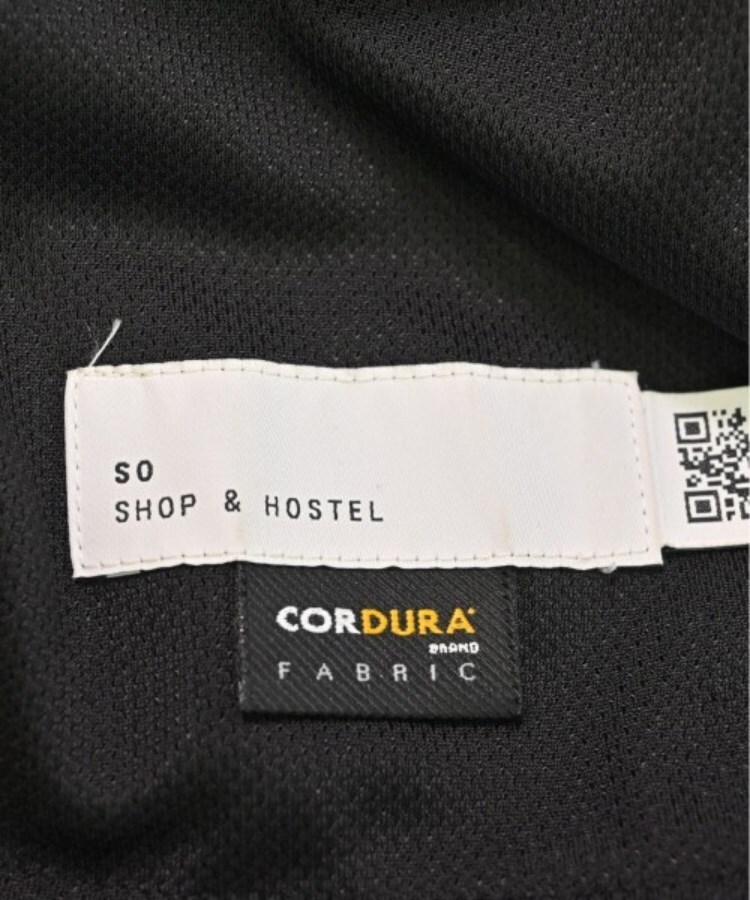 SO
SHOP & HOSTEL
CORDURA
BRAND
FABRIC